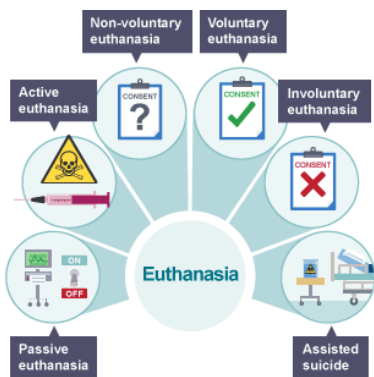 Non-voluntary
euthanasia
Voluntary
euthanasia
Active
euthanasia
CONSENT
?
CONSENT
Involuntary
euthanasia
CONSENT
Euthanasia
ON
OFF
Passive
euthanasia
Assisted
suicide